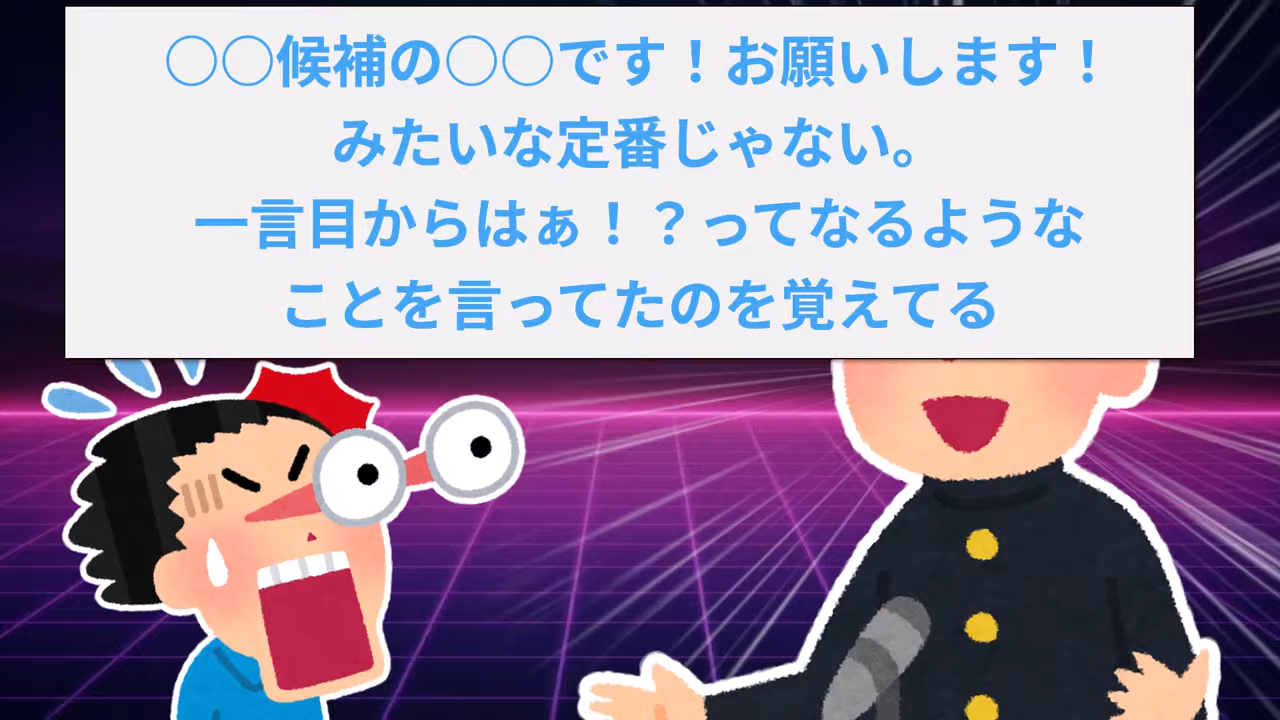 ○○候補の○○です！お願いします！
みたいな定番じゃない。
一言目からはぁ！？ってなるような
ことを言ってたのを覚えてる